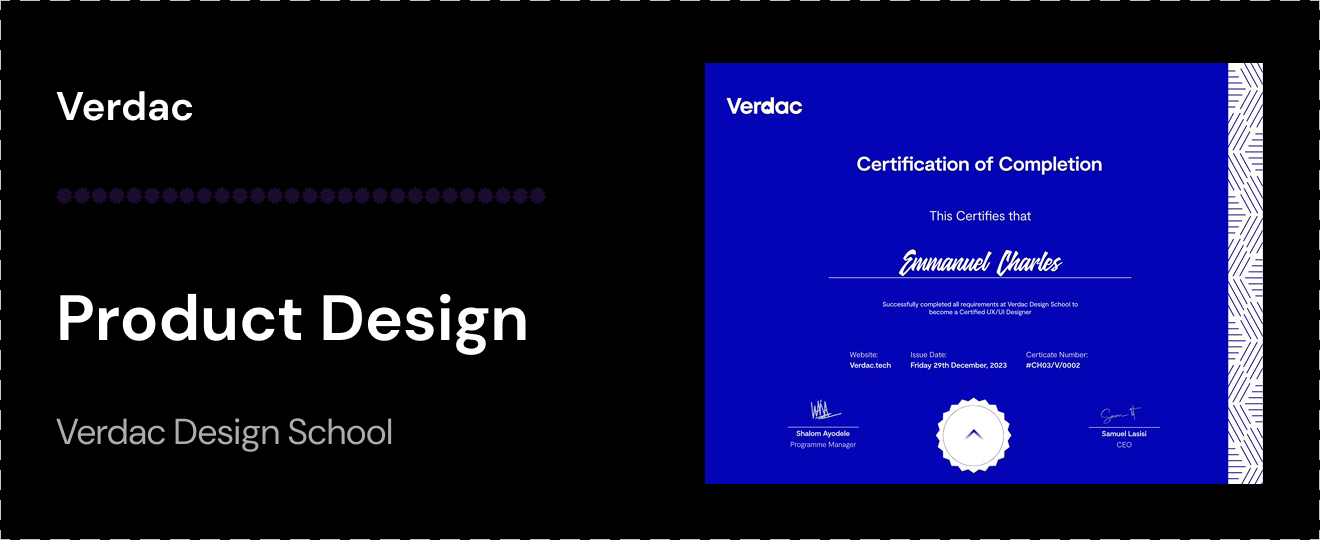 Verdac
Product Design
Verdac Design School
Verdac
Certification of Completion
This Certifies that
Emmanuel Charles
Successfully completed all requirements at Verdac Design School to
become a Certified UX/UI Designer
Website:
Verdac.tech
Issue Date:
Friday 29th December, 2023
Certicate Number:
#CH03/V/0002
Shalom Ayodele
Programme Manager
Sam
Samuel Lasisi
CEO